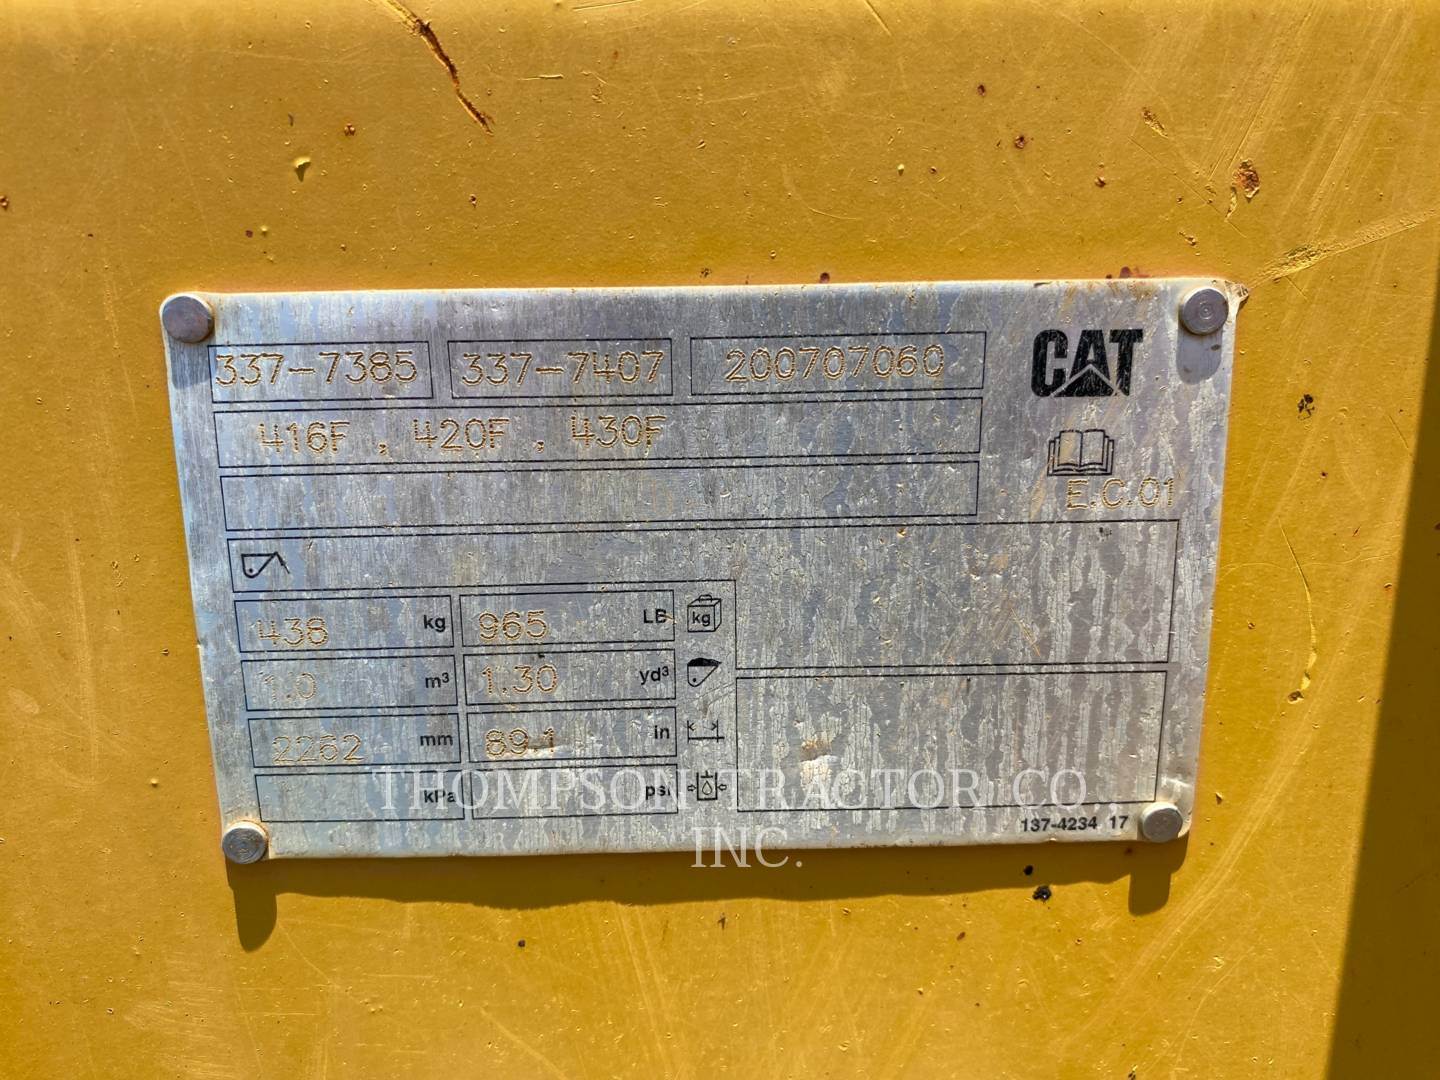 337-7385 337-7407 200707060
CAT
416F , 420F , 430F
E.C.01
438 kg 965 LB kg
1.0 m³ 1.30 yd³
2262 mm 89.1 in
kPa psi
THOMPSON TRACTOR CO.,
INC.
137-4234 17